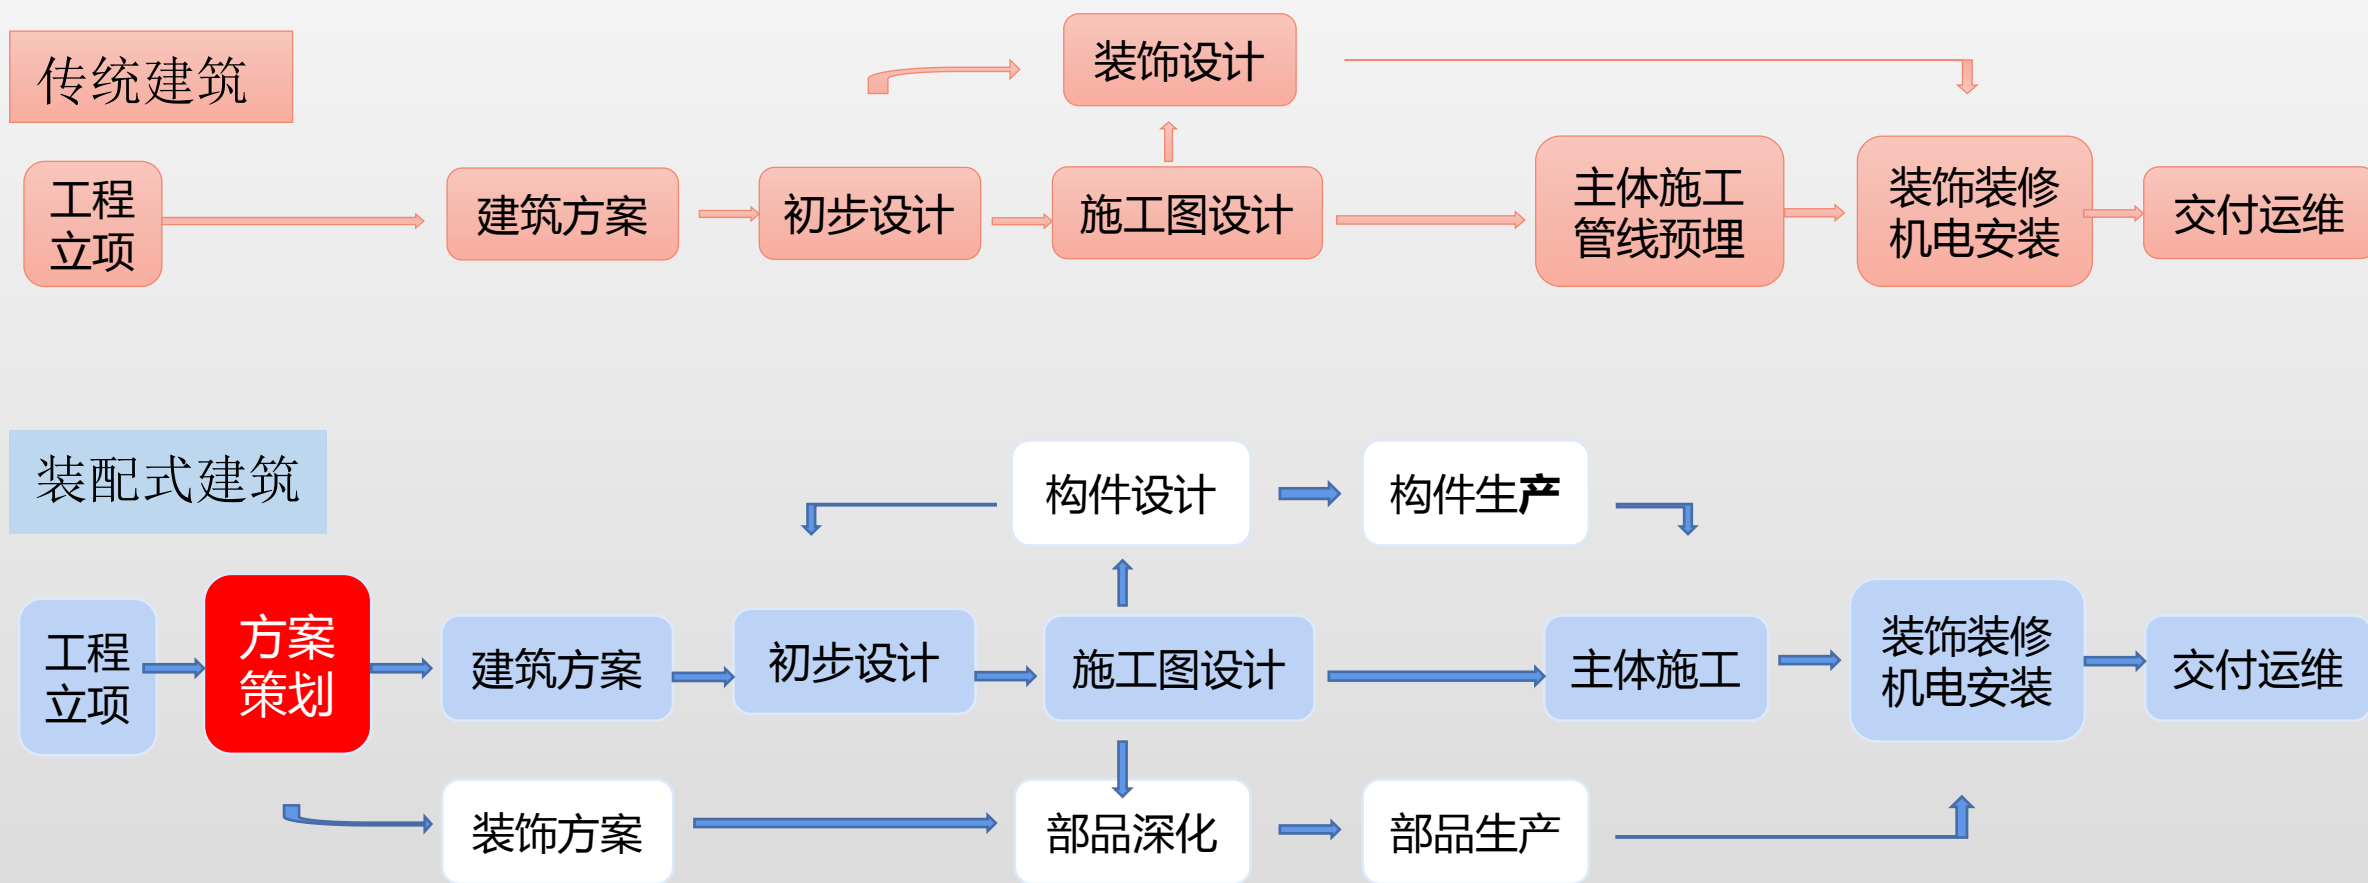 传统建筑
装饰设计
工程
立项
建筑方案
初步设计
施工图设计
主体施工
管线预埋
装饰装修
机电安装
交付运维
装配式建筑
构件设计
构件生产
工程
立项
方案
策划
建筑方案
初步设计
施工图设计
主体施工
装饰装修
机电安装
交付运维
装饰方案
部品深化
部品生产